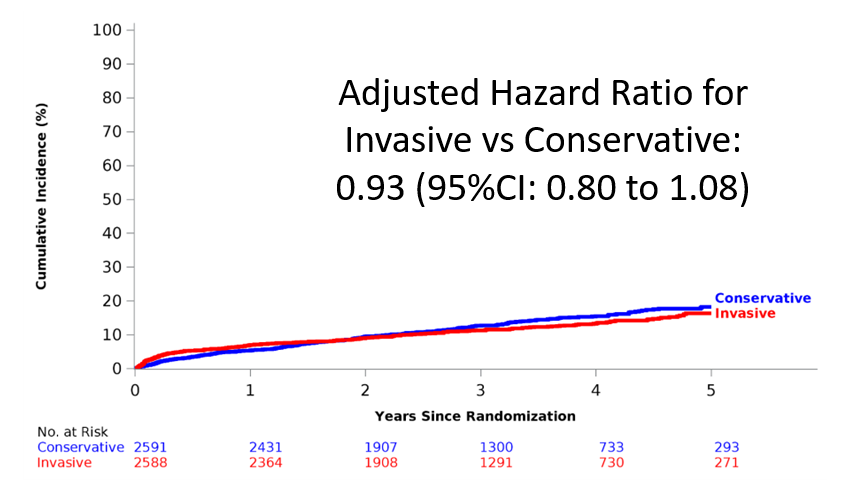 100
90
80
70
60
50
40
30
20
10
0
Cumulative Incidence (%)
Adjusted Hazard Ratio for
Invasive vs Conservative:
0.93 (95%CI: 0.80 to 1.08)
Conservative
Invasive
0 1 2 3 4 5
Years Since Randomization
No. at Risk
Conservative 2591 2431 1907 1300 733 293
Invasive 2588 2364 1908 1291 730 271